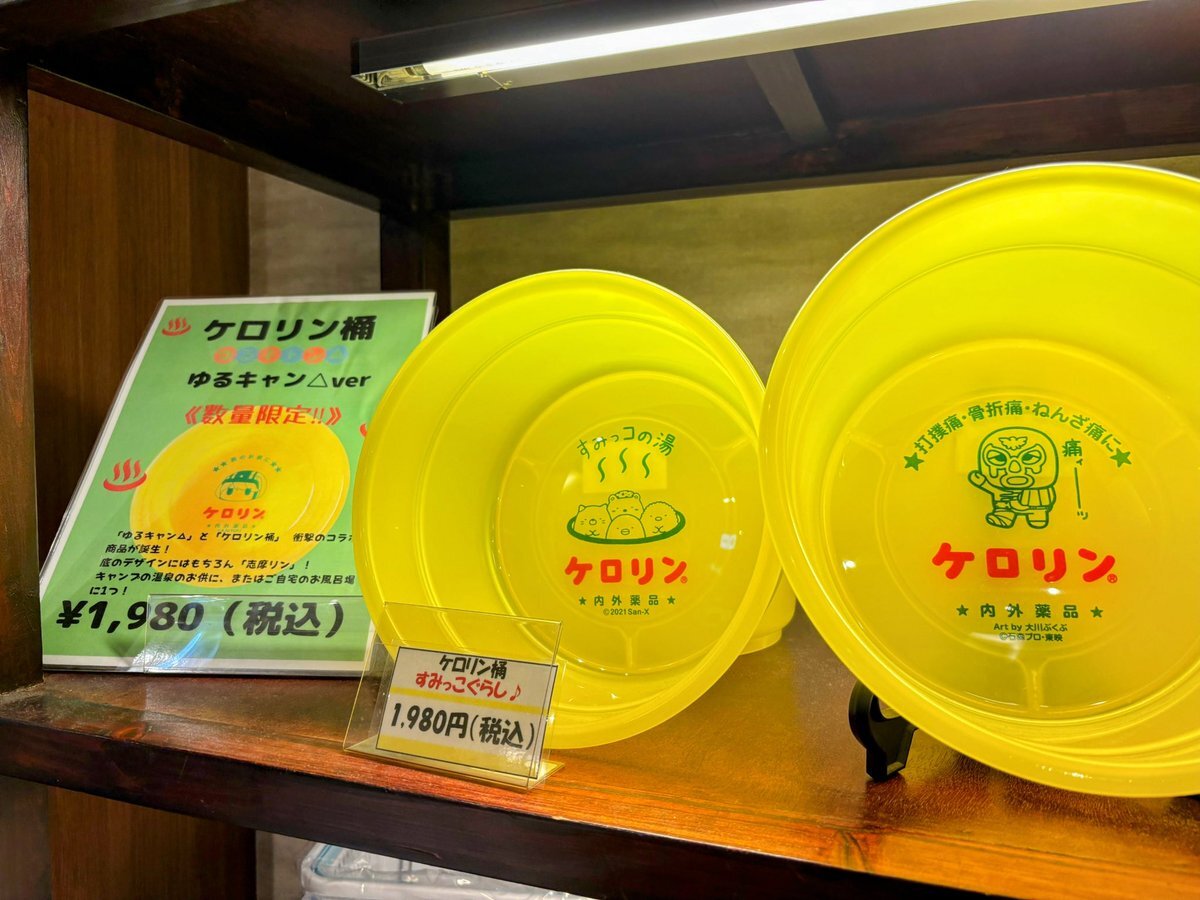 ケロリン桶
ゆるキャン△ver
《数量限定!!》
ケロリン
内外薬品
「ゆるキャン△」と「ケロリン桶」 衝撃のコラボ
商品が誕生！
底のデザインにはもちろん「志摩リン」！
キャンプの温泉のお供に、またはご自宅のお風呂場
に1つ！
¥1,980（税込）
すみっコの湯
ケロリン®
★内外薬品★
©2021 San-X
ケロリン桶
すみっこぐらし♪
1,980円(税込)
★打撲痛・骨折痛・ねんざ痛に★
痛ァーーッ
ケロリン®
★内外薬品★
Art by 大川ぶくぶ
©石森プロ・東映